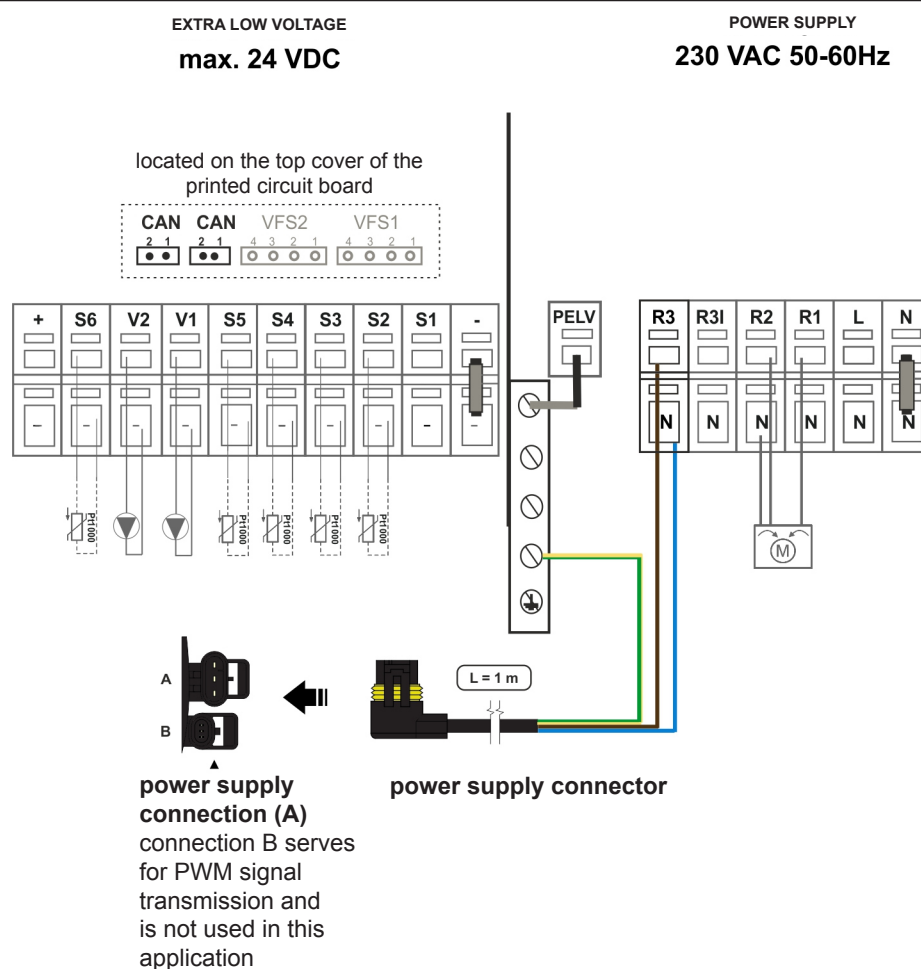 EXTRA LOW VOLTAGE
max. 24 VDC
POWER SUPPLY
230 VAC 50-60Hz
located on the top cover of the
printed circuit board
CAN CAN VFS2 VFS1
2 1 2 1 4 3 2 1 4 3 2 1
+ S6 V2 V1 S5 S4 S3 S2 S1 -
PELV
R3 R3I R2 R1 L N
- - - - - - - - - -
N N N N N N
Pt1000 Pt1000 Pt1000 Pt1000 Pt1000
M
L = 1 m
A
B
power supply
connection (A)
connection B serves
for PWM signal
transmission and
is not used in this
application
power supply connector